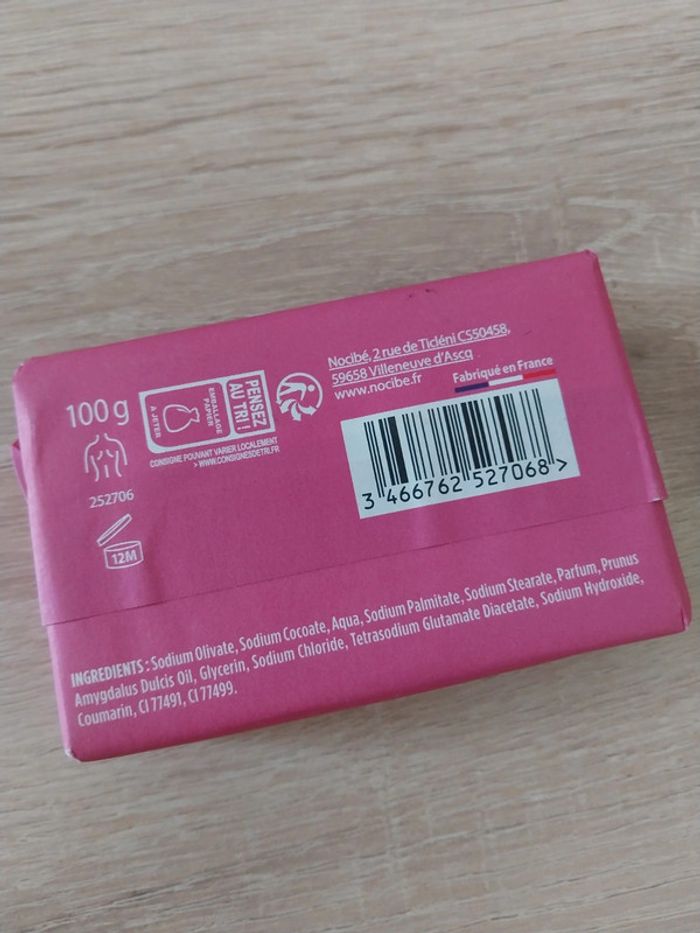 100 g
À JETER
EMBALLAGE
PAPIER
PENSEZ
AU TRI !
CONSIGNE POUVANT VARIER LOCALEMENT
> WWW.CONSIGNESDETRI.FR
252706
12M
Nocibé, 2 rue de Ticléni CS50458,
59658 Villeneuve d'Ascq
www.nocibe.fr
Fabriqué en France
3 466762 527068 >
INGREDIENTS : Sodium Olivate, Sodium Cocoate, Aqua, Sodium Palmitate, Sodium Stearate, Parfum, Prunus
Amygdalus Dulcis Oil, Glycerin, Sodium Chloride, Tetrasodium Glutamate Diacetate, Sodium Hydroxide,
Coumarin, CI 77491, CI 77499.